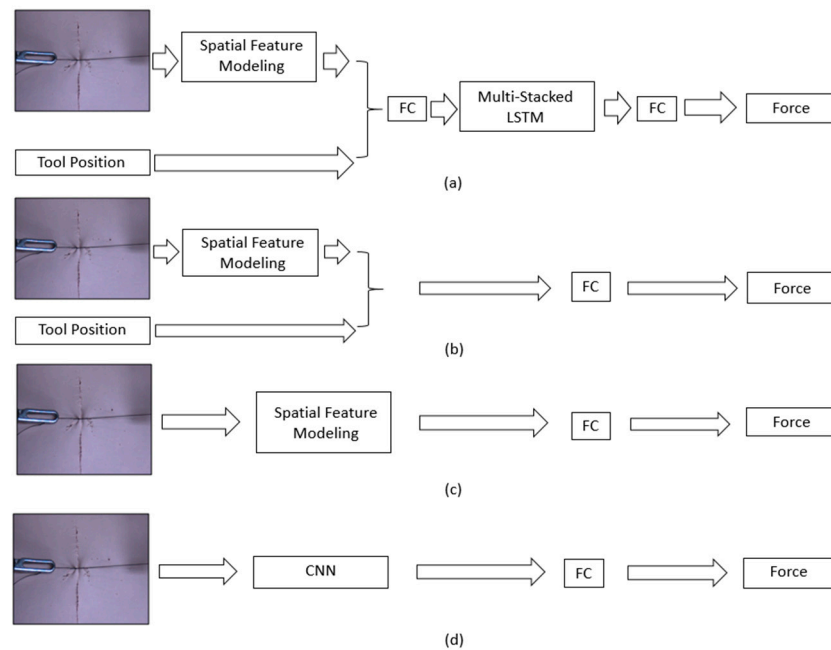 Spatial Feature
Modeling
FC
Multi-Stacked
LSTM
FC
Force
Tool Position
(a)
Spatial Feature
Modeling
FC
Force
Tool Position
(b)
Spatial Feature
Modeling
FC
Force
(c)
CNN
FC
Force
(d)